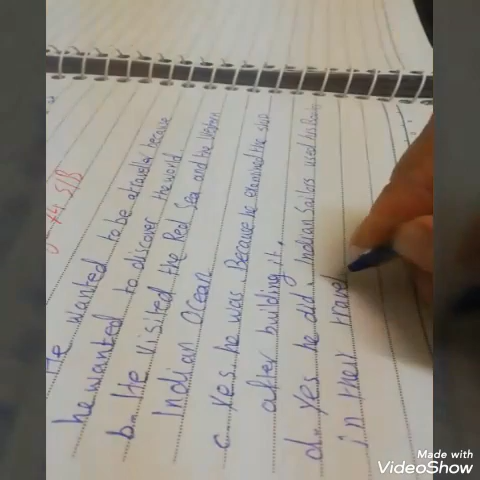 74 S/B
He wanted to be a traveller because
he wanted to discover the world
b. He visited the Red Sea and the western
Indian Ocean
c Yes, he was. Because he examined the ship
after building it.
d. Yes he did. Indian Sailors used his books
in their travel
Made with
VideoShow